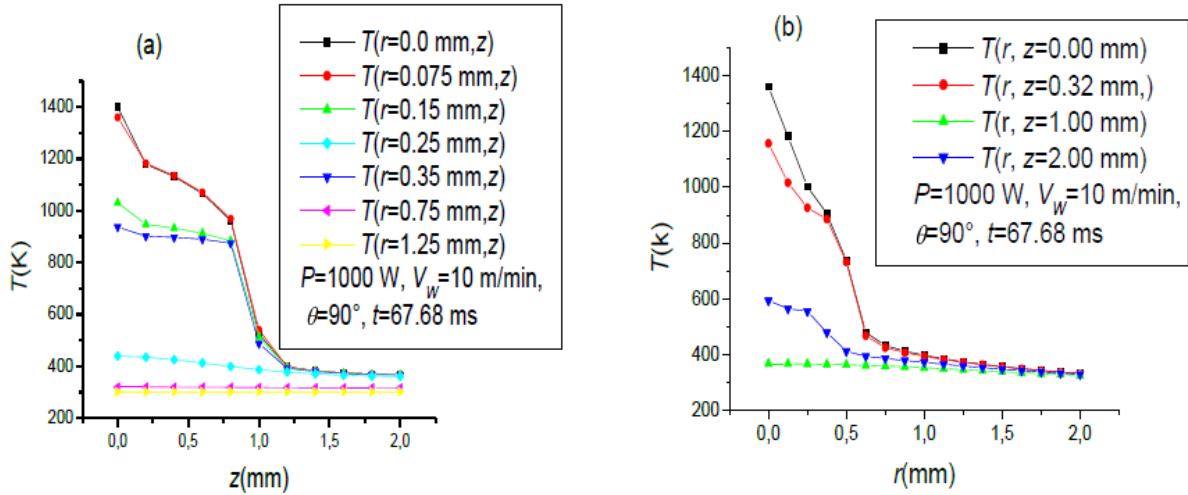 (a)
T(r=0.0 mm,z)
T(r=0.075 mm,z)
T(r=0.15 mm,z)
T(r=0.25 mm,z)
T(r=0.35 mm,z)
T(r=0.75 mm,z)
T(r=1.25 mm,z)
P=1000 W, V_W=10 m/min,
θ=90°, t=67.68 ms
T(K)
1400
1200
1000
800
600
400
200
0,0 0,5 1,0 1,5 2,0
z(mm)
(b)
T(r, z=0.00 mm)
T(r, z=0.32 mm,)
T(r, z=1.00 mm)
T(r, z=2.00 mm)
P=1000 W, V_W=10 m/min,
θ=90°, t=67.68 ms
T(K)
1400
1200
1000
800
600
400
200
0,0 0,5 1,0 1,5 2,0
r(mm)